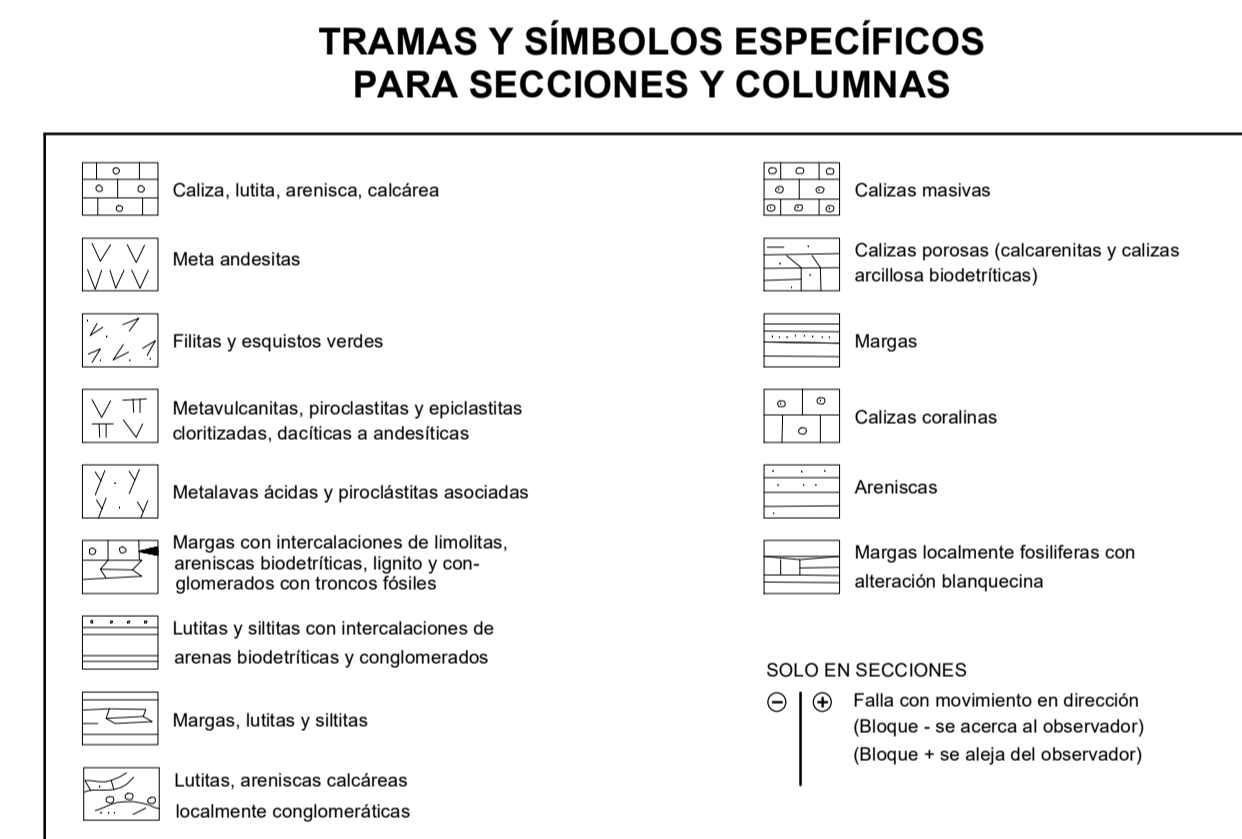 TRAMAS Y SÍMBOLOS ESPECÍFICOS
PARA SECCIONES Y COLUMNAS
Caliza, lutita, arenisca, calcárea
Meta andesitas
Filitas y esquistos verdes
Metavulcanitas, piroclastitas y epiclastitas
cloritizadas, dacíticas a andesíticas
Metalavas ácidas y piroclástitas asociadas
Margas con intercalaciones de limolitas,
areniscas biodetríticas, lignito y con-
glomerados con troncos fósiles
Lutitas y siltitas con intercalaciones de
arenas biodetríticas y conglomerados
Margas, lutitas y siltitas
Lutitas, areniscas calcáreas
localmente conglomeráticas
Calizas masivas
Calizas porosas (calcarenitas y calizas
arcillosa biodetríticas)
Margas
Calizas coralinas
Areniscas
Margas localmente fosiliferas con
alteración blanquecina
SOLO EN SECCIONES
Falla con movimiento en dirección
(Bloque - se acerca al observador)
(Bloque + se aleja del observador)